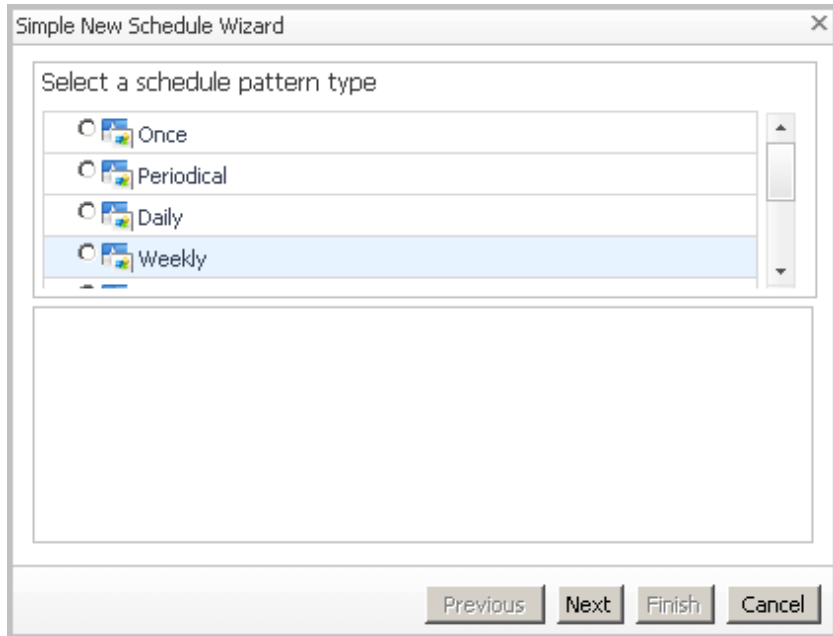 Simple New Schedule Wizard
Select a schedule pattern type
Once
Periodical
Daily
Weekly
Previous Next Finish Cancel